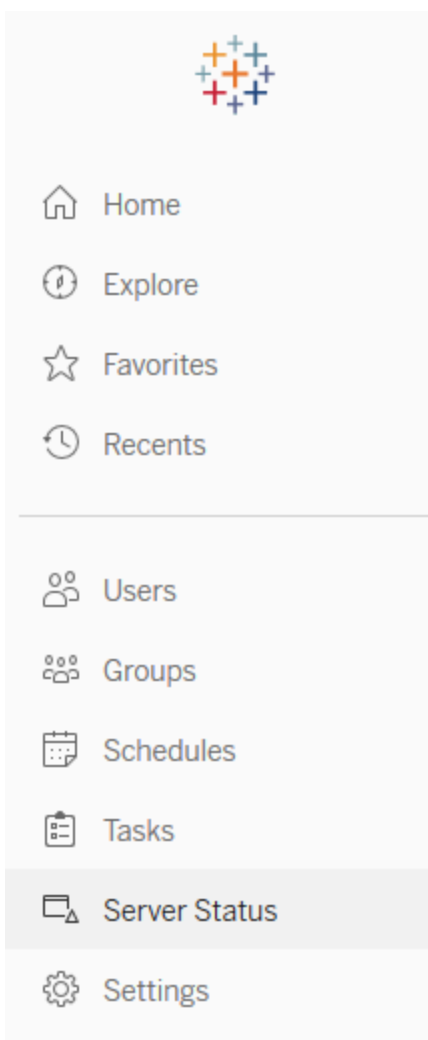 Home
Explore
Favorites
Recents
Users
Groups
Schedules
Tasks
Server Status
Settings